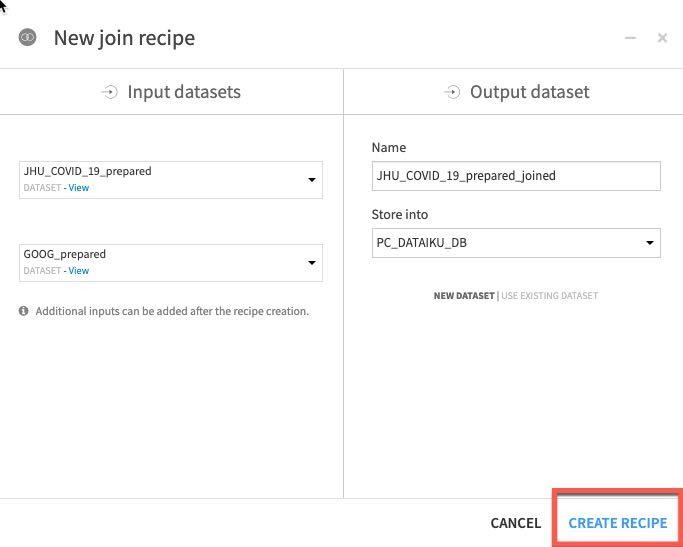 New join recipe
Input datasets
JHU_COVID_19_prepared
DATASET - View
GOOG_prepared
DATASET - View
Additional inputs can be added after the recipe creation.
Output dataset
Name
JHU_COVID_19_prepared_joined
Store into
PC_DATAIKU_DB
NEW DATASET | USE EXISTING DATASET
CANCEL CREATE RECIPE